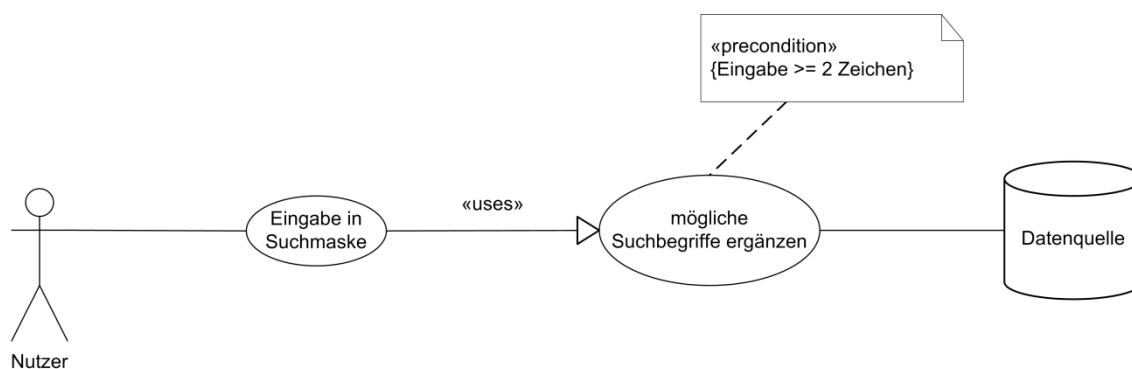 «precondition»
{Eingabe >= 2 Zeichen}
«uses»
Eingabe in
Suchmaske
mögliche
Suchbegriffe ergänzen
Datenquelle
Nutzer